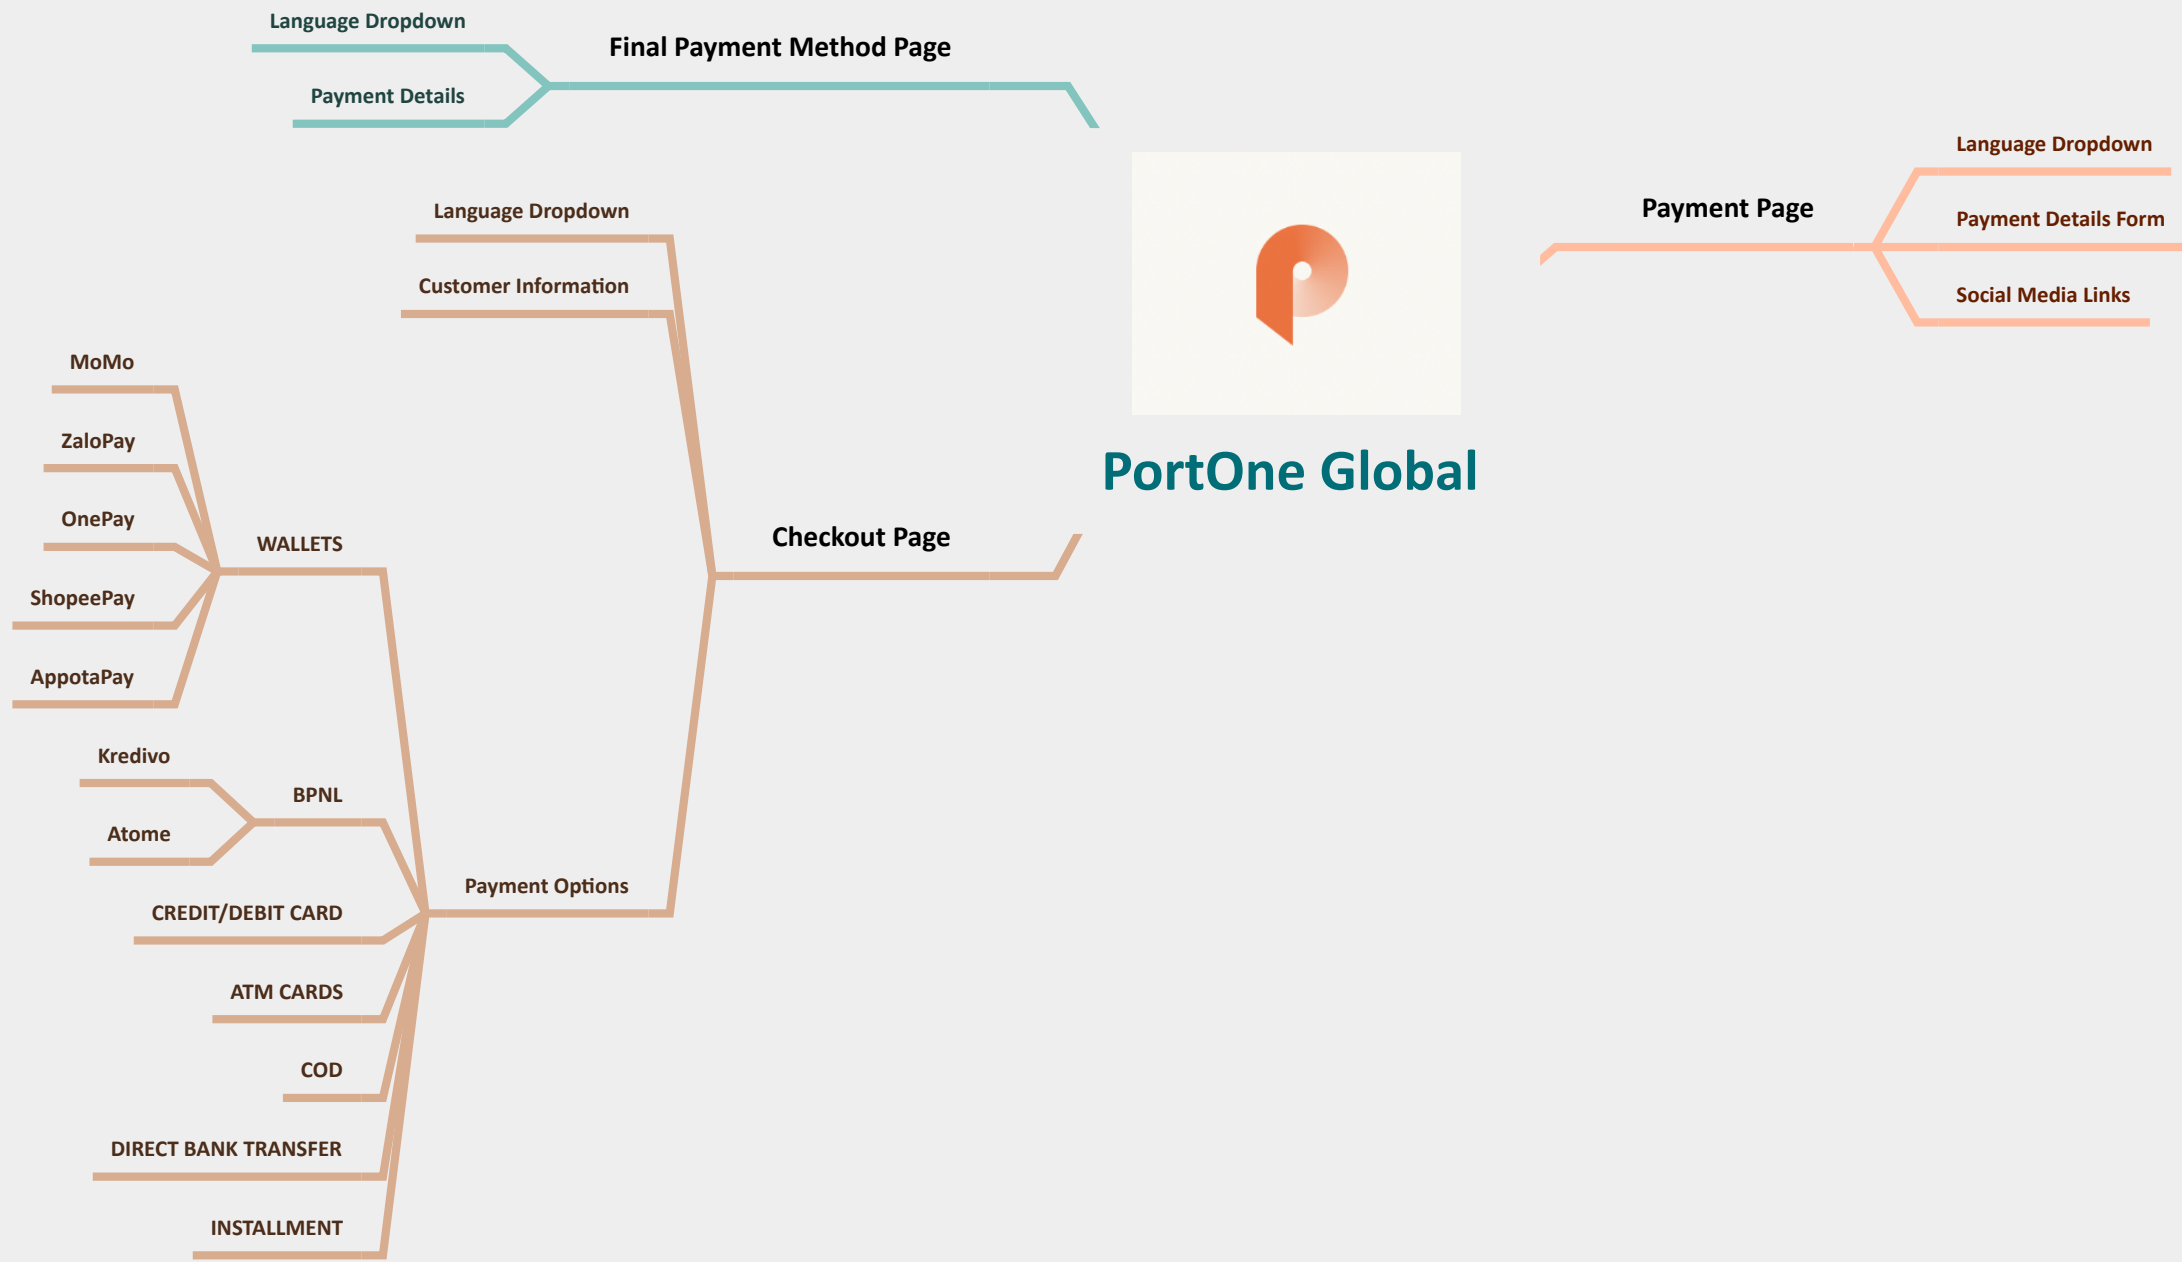 Language Dropdown
Final Payment Method Page
Payment Details
Language Dropdown
Payment Page
Payment Details Form
Social Media Links
PortOne Global
Language Dropdown
Customer Information
Checkout Page
MoMo
ZaloPay
OnePay
WALLETS
ShopeePay
AppotaPay
Kredivo
BPNL
Atome
Payment Options
CREDIT/DEBIT CARD
ATM CARDS
COD
DIRECT BANK TRANSFER
INSTALLMENT